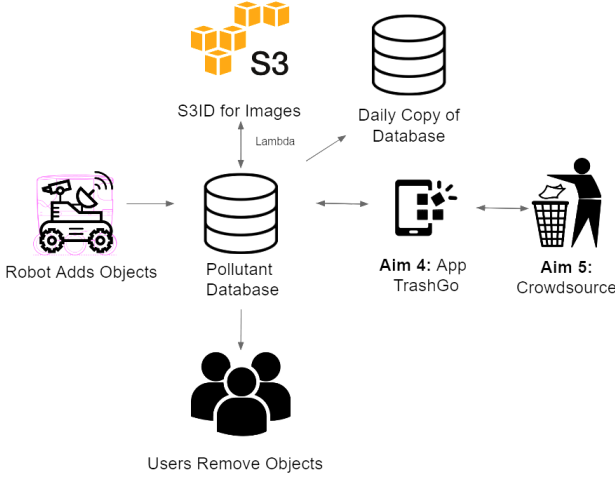 S3
S3ID for Images
Daily Copy of
Database
Lambda
Robot Adds Objects
Pollutant
Database
Aim 4: App
TrashGo
Aim 5:
Crowdsource
Users Remove Objects